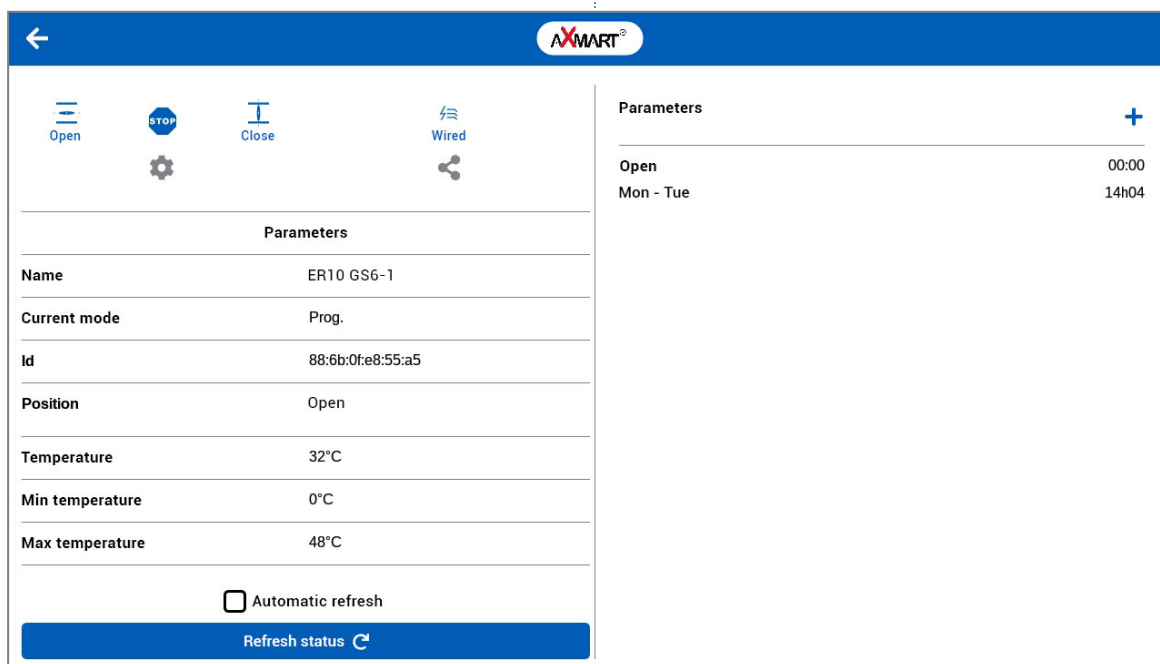 AXMART®
Open
STOP
Close
Wired
Parameters
Name ER10 GS6-1
Current mode Prog.
Id 88:6b:0f:e8:55:a5
Position Open
Temperature 32°C
Min temperature 0°C
Max temperature 48°C
Automatic refresh
Refresh status
Parameters
+
Open 00:00
Mon - Tue 14h04